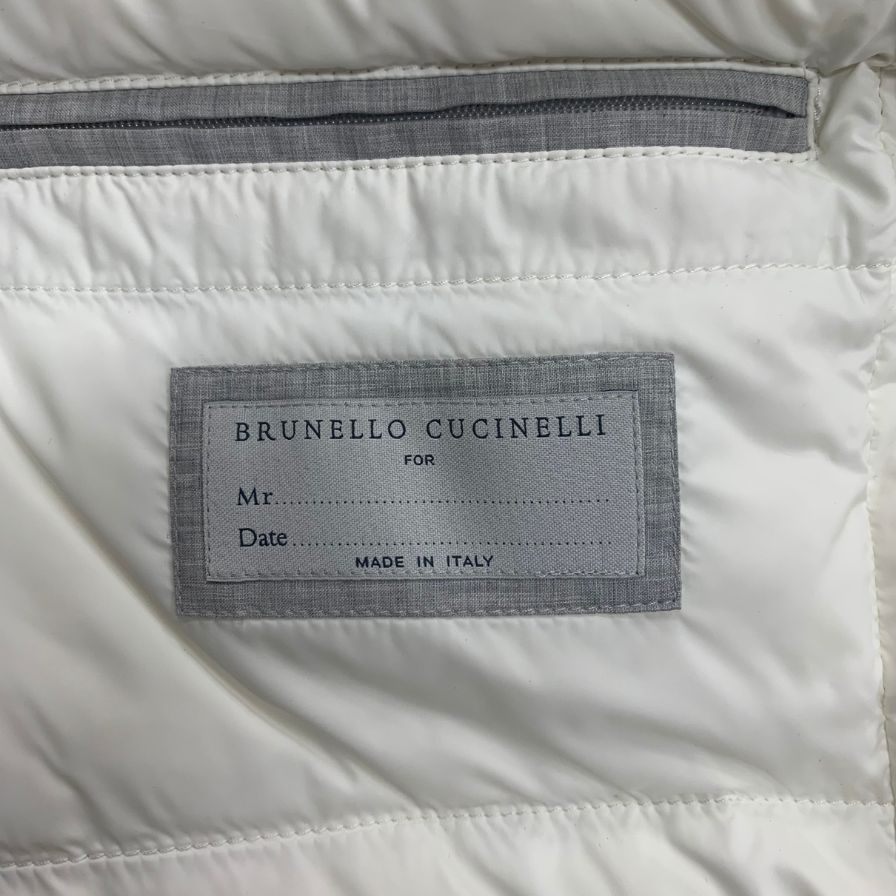 BRUNELLO CUCINELLI
FOR
Mr........................................
Date........................................
MADE IN ITALY